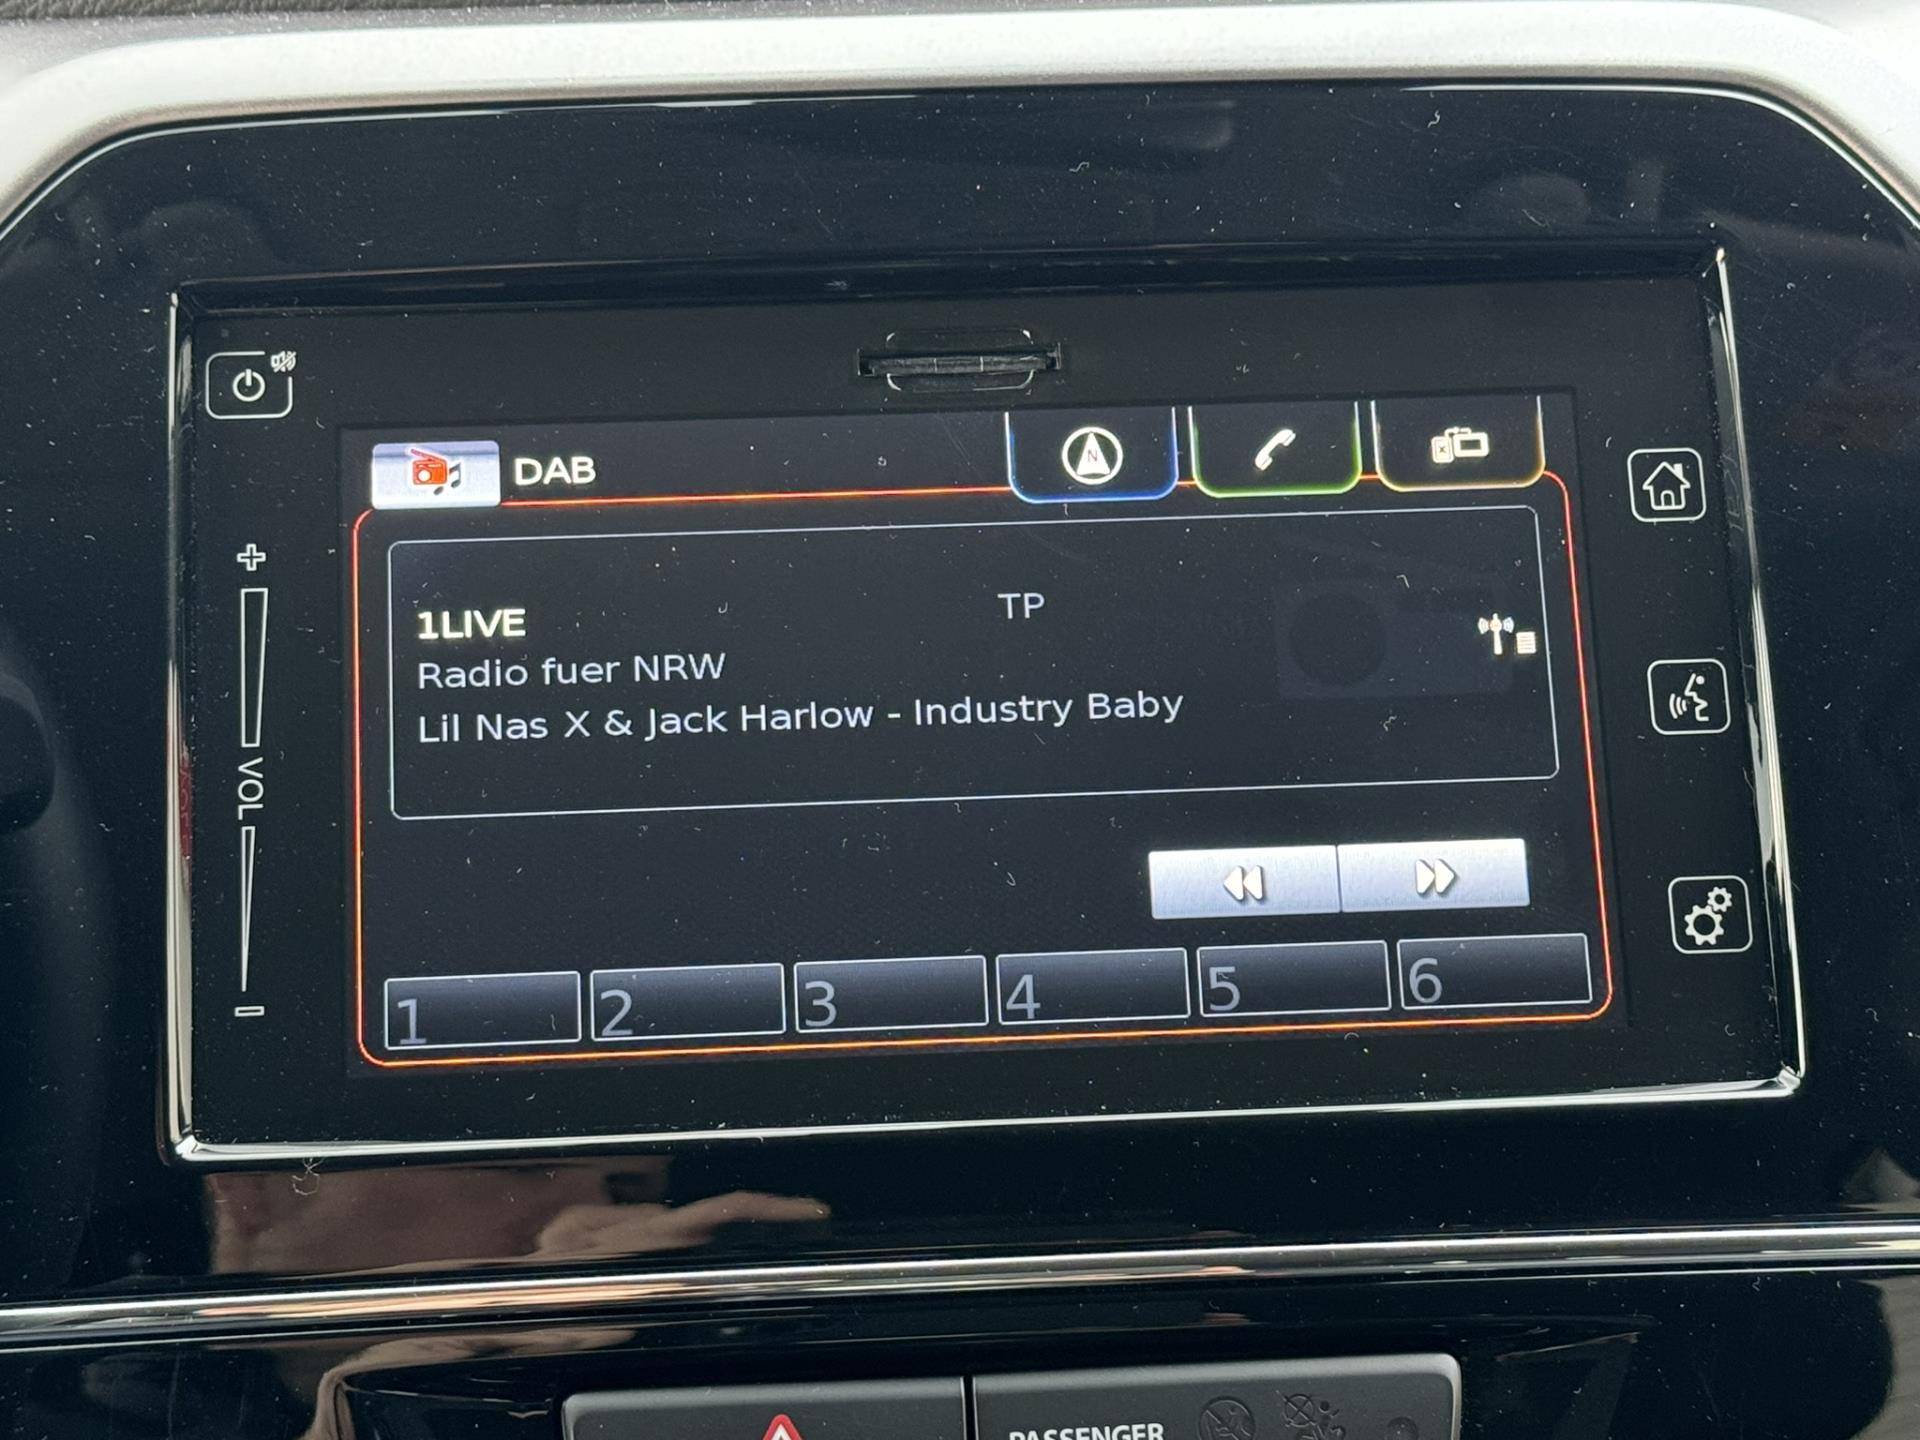 DAB
N
TP
1LIVE
Radio fuer NRW
Lil Nas X & Jack Harlow - Industry Baby
+
VOL
-
1 2 3 4 5 6
PASSENGER